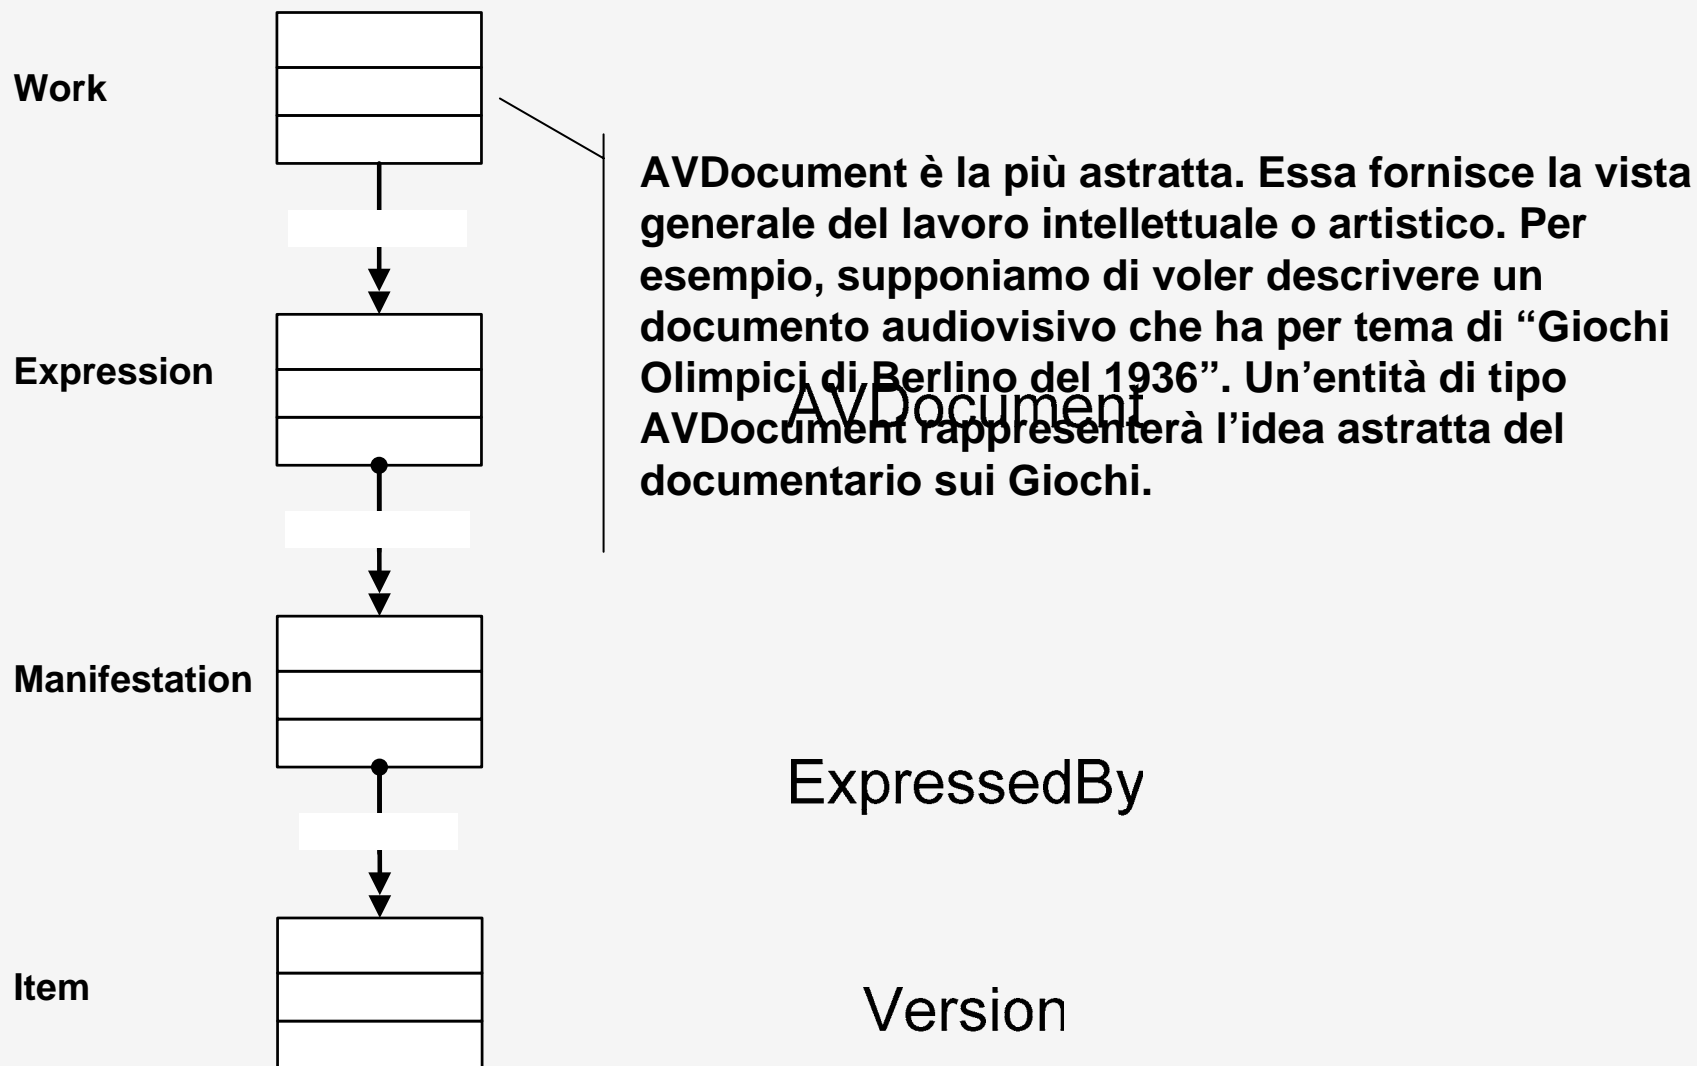 Work
AVDocument è la più astratta. Essa fornisce la vista
generale del lavoro intellettuale o artistico. Per
esempio, supponiamo di voler descrivere un
documento audiovisivo che ha per tema di “Giochi
Olimpici di Berlino del 1936”. Un’entità di tipo
AVDocument rappresenterà l’idea astratta del
documentario sui Giochi.
Expression
AVDocument
Manifestation
ExpressedBy
Item
Version